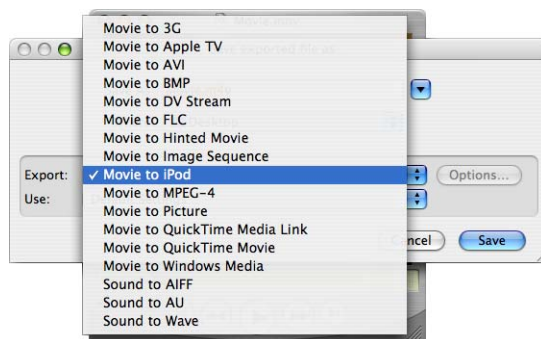 Movie.m4v
Movie to 3G
Movie to Apple TV
Movie to AVI
Movie to BMP
Movie to DV Stream
Movie to FLC
Movie to Hinted Movie
Movie to Image Sequence
Export: ✓ Movie to iPod Options...
Use: Movie to MPEG-4
Movie to Picture
Movie to QuickTime Media Link
Movie to QuickTime Movie
Movie to Windows Media
Sound to AIFF
Sound to AU
Sound to Wave
Save